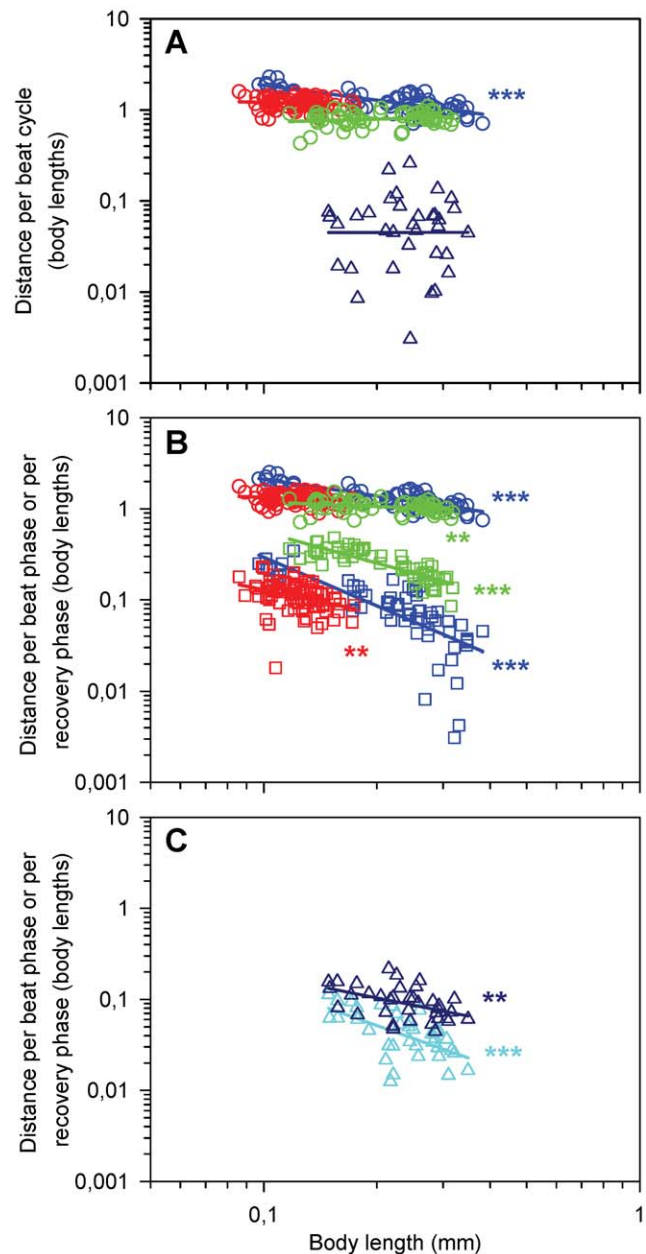 A
10
1
0,1
0,01
0,001
Distance per beat cycle
(body lengths)
***
B
10
1
0,1
0,01
0,001
Distance per beat phase or per
recovery phase (body lengths)
***
**
***
**
***
C
10
1
0,1
0,01
0,001
Distance per beat phase or per
recovery phase (body lengths)
**
***
0,1
1
Body length (mm)